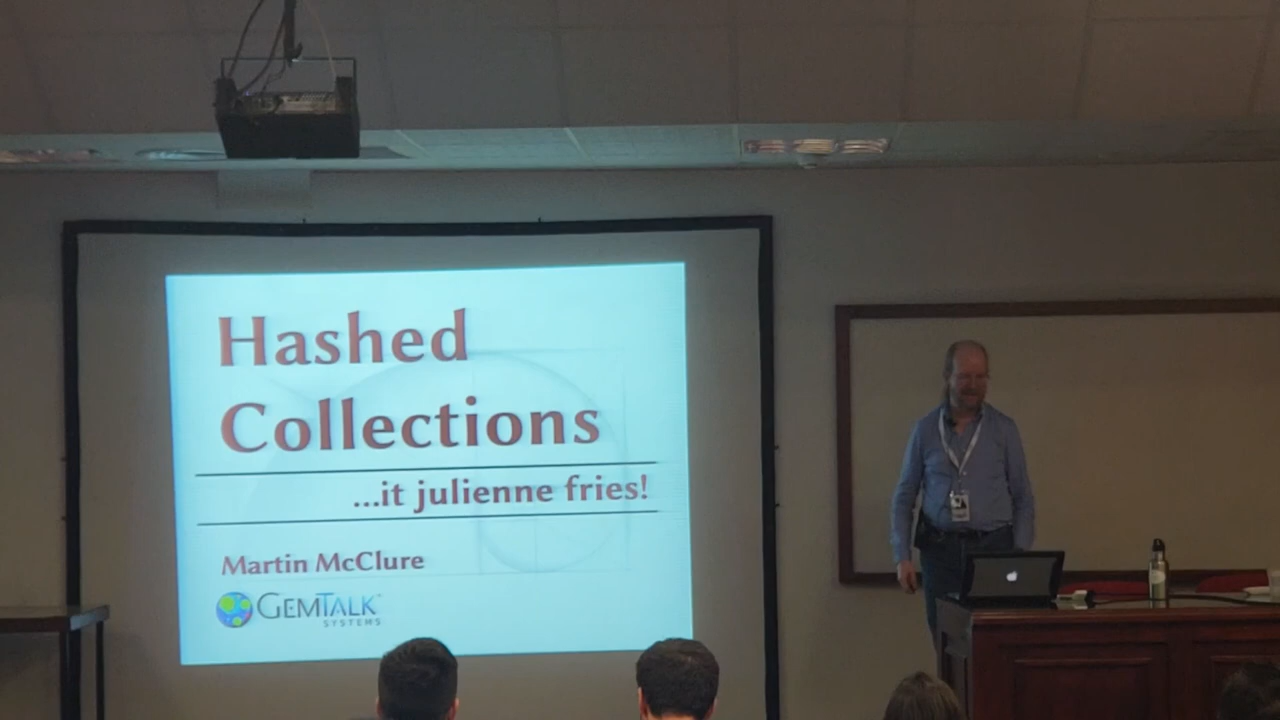 Hashed
Collections
...it julienne fries!
Martin McClure
GEMTALK
SYSTEMS